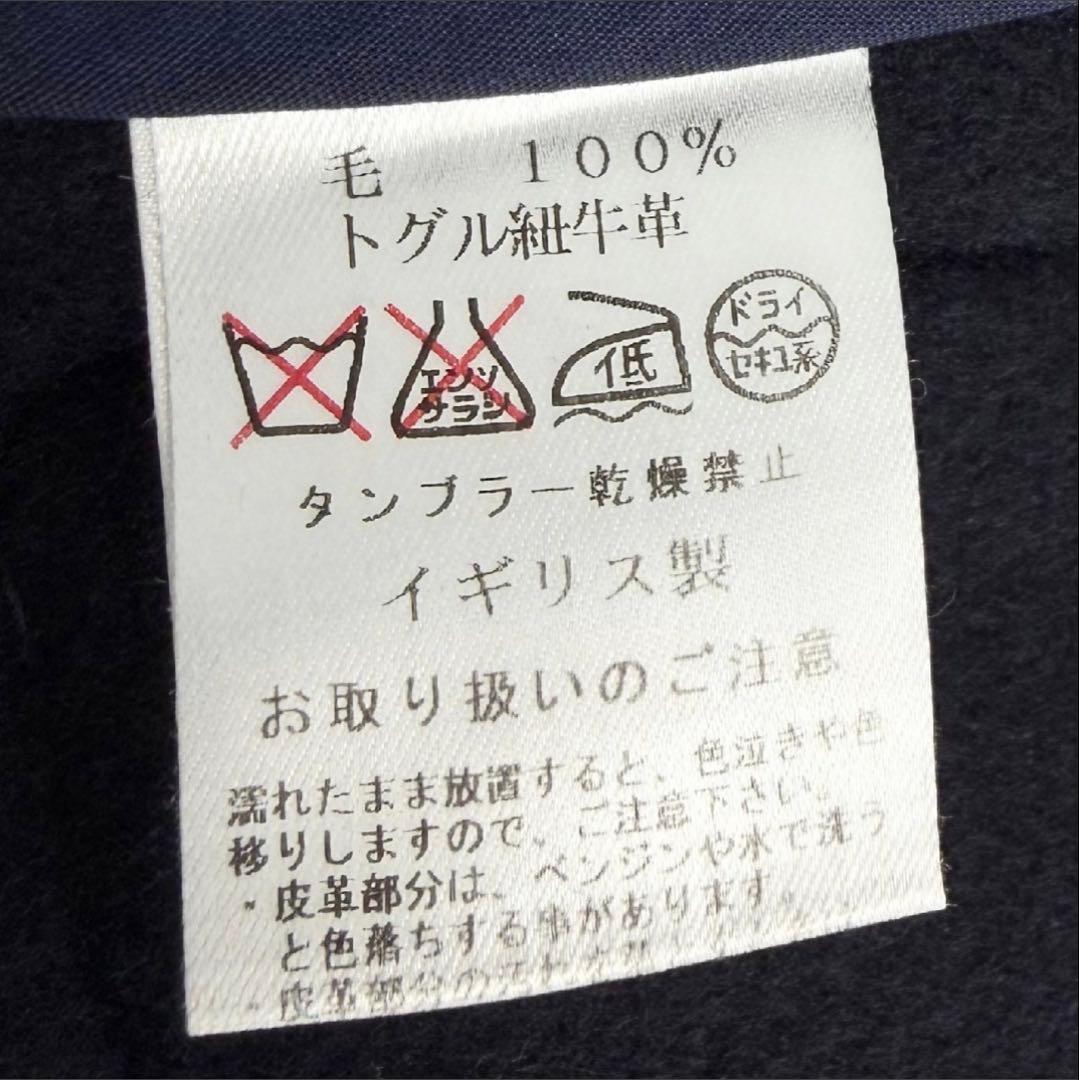 毛　１００％
トグル紐牛革
エンソ
サラシ
低
ドライ
セキユ系
タンブラー乾燥禁止
イギリス製
お取り扱いのご注意
濡れたまま放置すると、色泣きや色
移りしますので、ご注意下さい。
・皮革部分は、ベンジンや水で洗う
と色落ちする事があります。
・皮革部分の